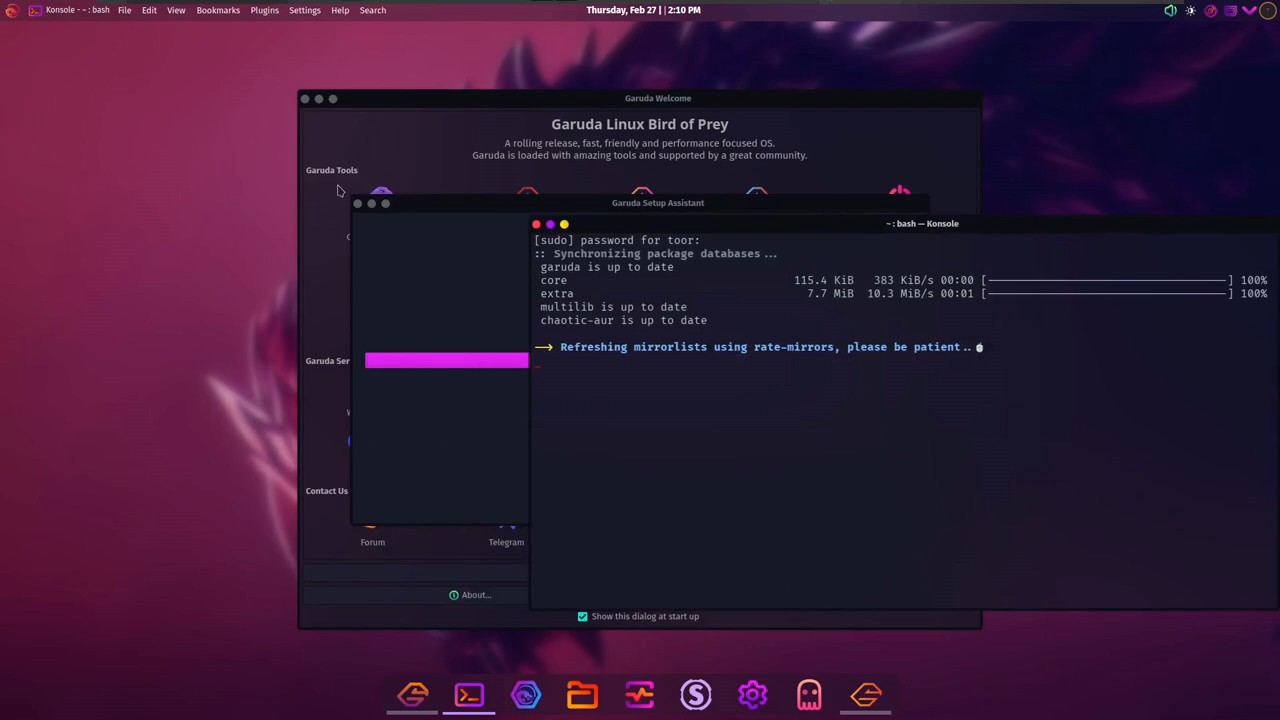 Konsole - ~ : bash File Edit View Bookmarks Plugins Settings Help Search Thursday, Feb 27 | | 2:10 PM
Garuda Welcome
Garuda Linux Bird of Prey
A rolling release, fast, friendly and performance focused OS.
Garuda is loaded with amazing tools and supported by a great community.
Garuda Tools
Garuda Setup Assistant
~ : bash — Konsole
[sudo] password for toor:
:: Synchronizing package databases...
garuda is up to date
core 115.4 KiB 383 KiB/s 00:00 [ ] 100%
extra 7.7 MiB 10.3 MiB/s 00:01 [ ] 100%
multilib is up to date
chaotic-aur is up to date
Refreshing mirrorlists using rate-mirrors, please be patient..
Garuda Ser
Contact Us
Forum Telegram
About...
Show this dialog at start up